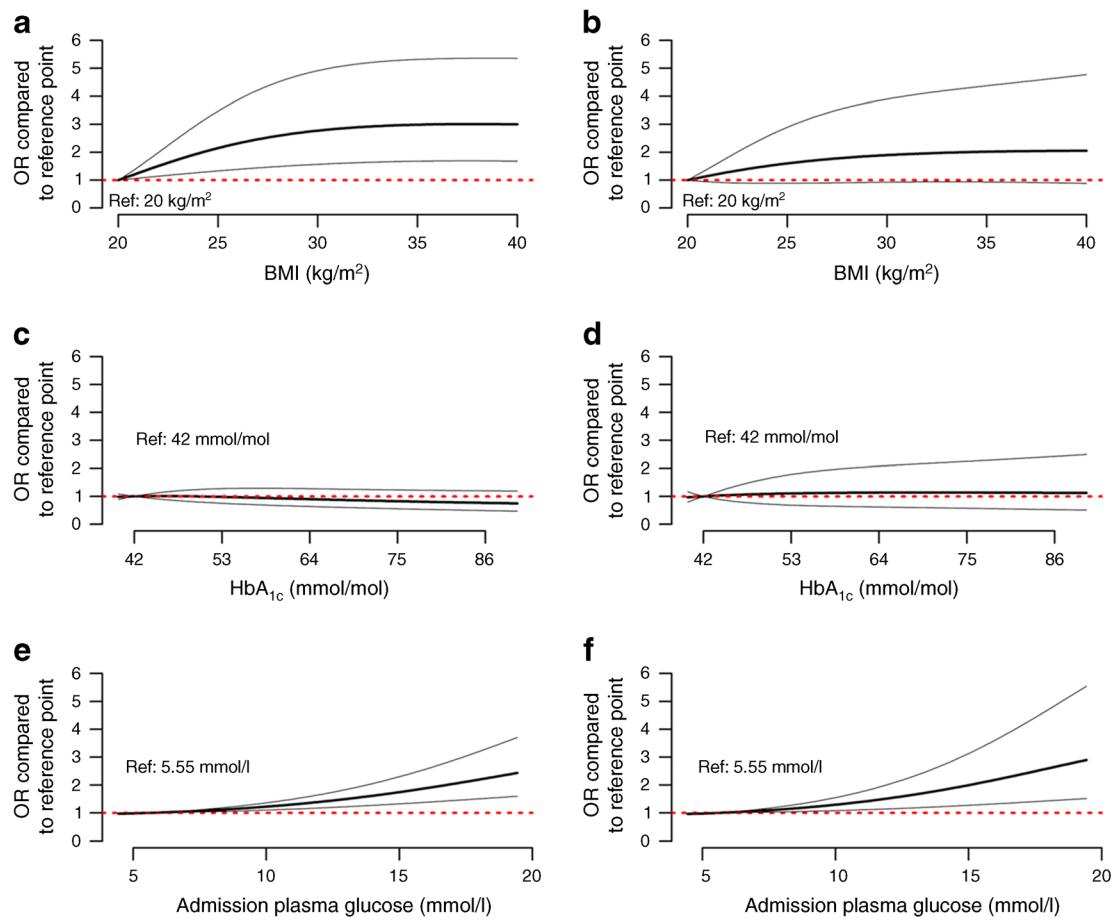 a
OR compared
to reference point
6
5
4
3
2
1
0
Ref: 20 kg/m²
20 25 30 35 40
BMI (kg/m²)
b
OR compared
to reference point
6
5
4
3
2
1
0
Ref: 20 kg/m²
20 25 30 35 40
BMI (kg/m²)
c
OR compared
to reference point
6
5
4
3
2
1
0
Ref: 42 mmol/mol
42 53 64 75 86
HbA1c (mmol/mol)
d
OR compared
to reference point
6
5
4
3
2
1
0
Ref: 42 mmol/mol
42 53 64 75 86
HbA1c (mmol/mol)
e
OR compared
to reference point
6
5
4
3
2
1
0
Ref: 5.55 mmol/l
5 10 15 20
Admission plasma glucose (mmol/l)
f
OR compared
to reference point
6
5
4
3
2
1
0
Ref: 5.55 mmol/l
5 10 15 20
Admission plasma glucose (mmol/l)